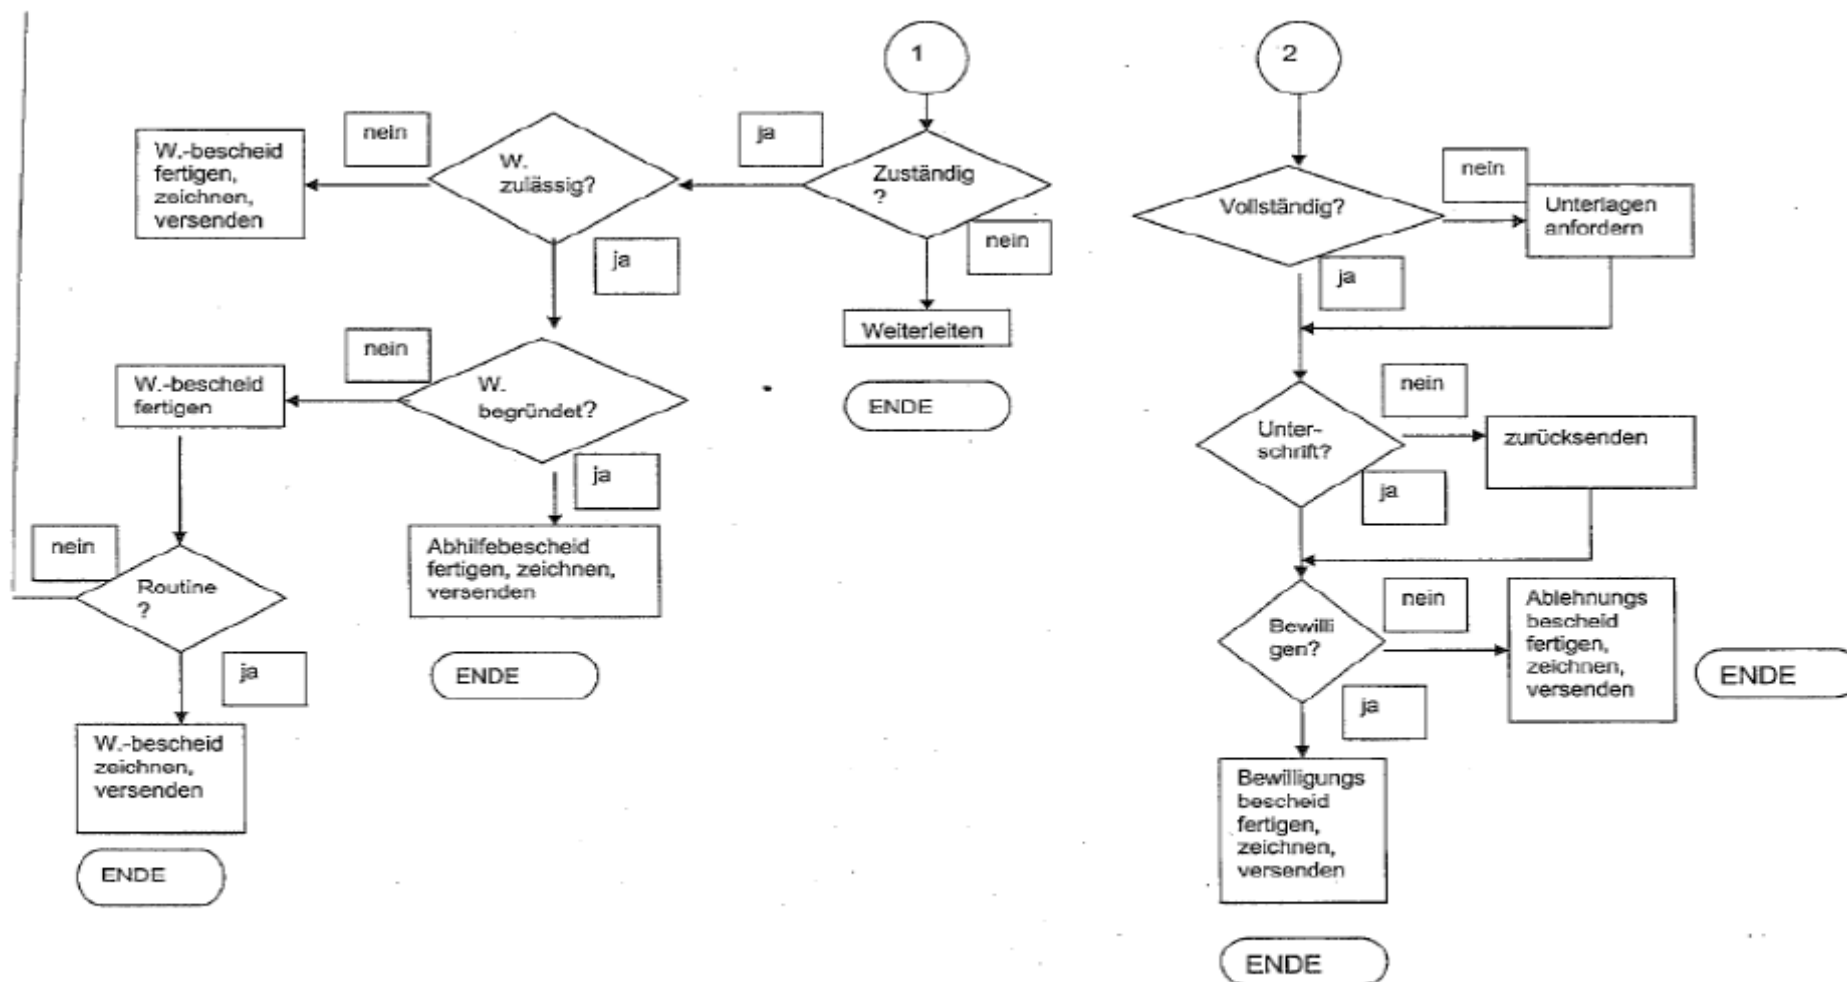 1
2
nein
ja
W.-bescheid
fertigen,
zeichnen,
versenden
W.
zulässig?
Zuständig
?
nein
Vollständig?
Unterlagen
anfordern
ja
nein
ja
Weiterleiten
nein
W.-bescheid
fertigen
W.
begründet?
ENDE
nein
Unter-
schrift?
zurücksenden
ja
ja
nein
Routine
?
Abhilfebescheid
fertigen, zeichnen,
versenden
Bewilli
gen?
nein
Ablehnungs
bescheid
fertigen,
zeichnen,
versenden
ENDE
ja
ENDE
ja
W.-bescheid
zeichnen,
versenden
Bewilligungs
bescheid
fertigen,
zeichnen,
versenden
ENDE
ENDE